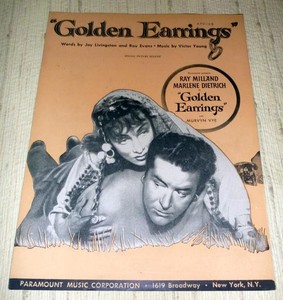 "Golden Earrings"
Words by Jay Livingston and Ray Evans • Music by Victor Young
RAY MILLAND
MARLENE DIETRICH
"Golden
Earrings"
MURVYN VYE
PARAMOUNT MUSIC CORPORATION • 1619 Broadway • New York, N.Y.